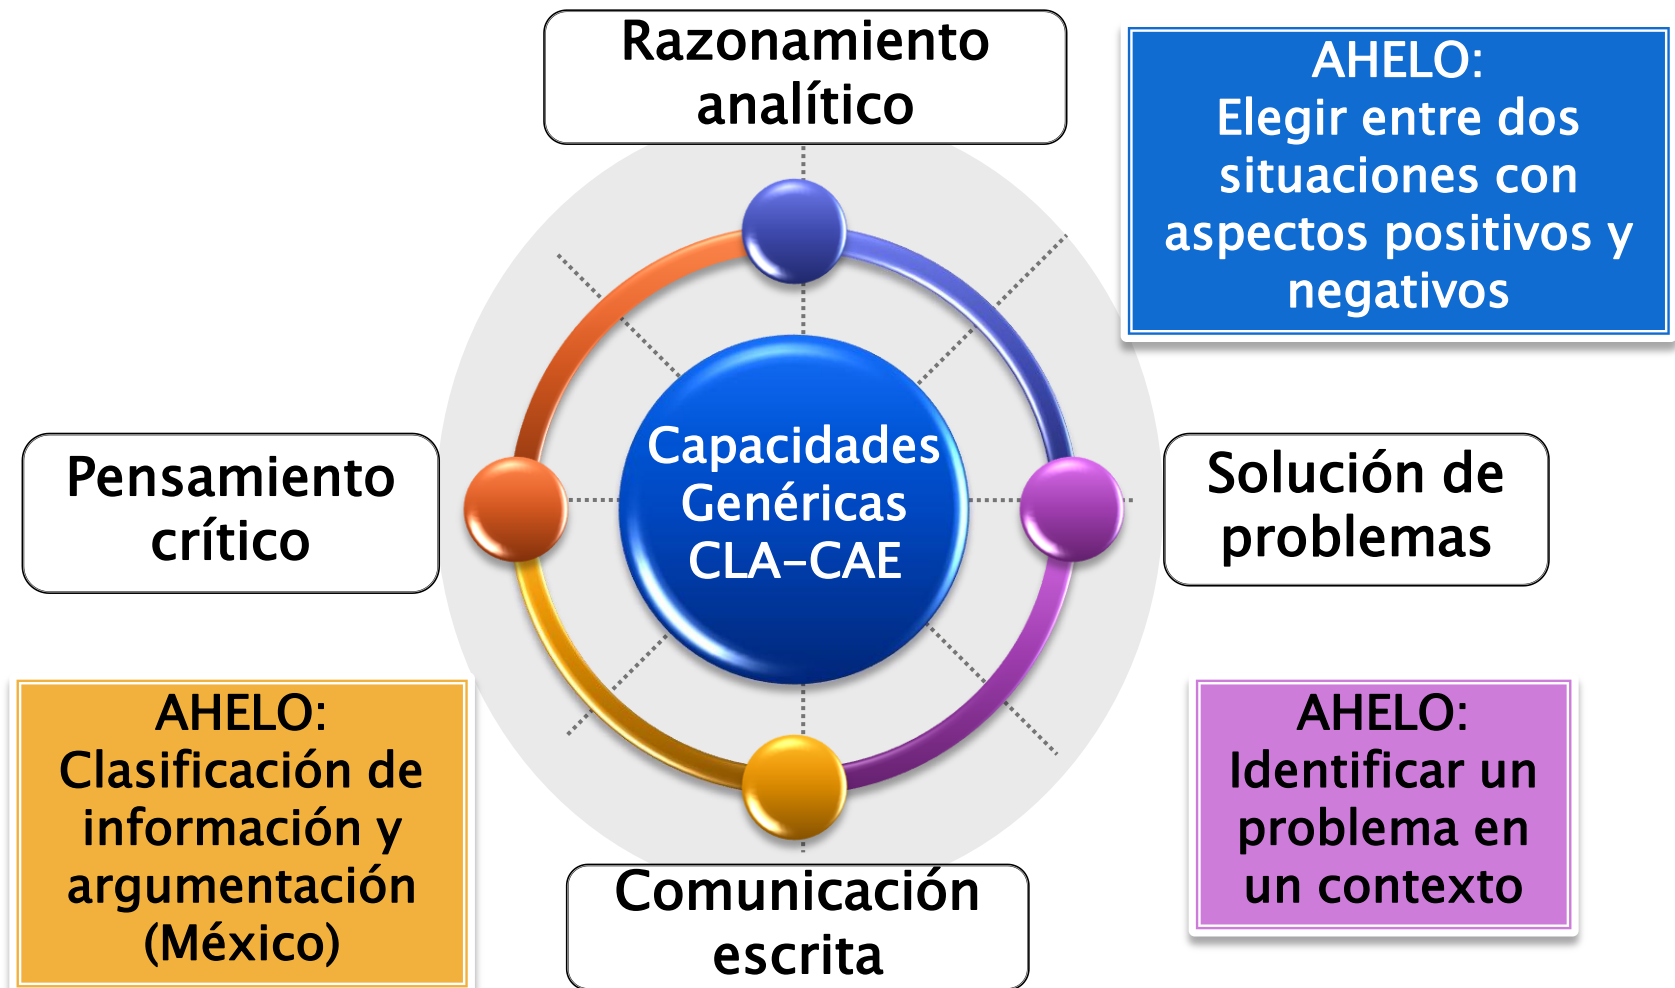 Razonamiento
analítico
AHELO:
Elegir entre dos
situaciones con
aspectos positivos y
negativos
Capacidades
Genéricas
CLA-CAE
Pensamiento
crítico
Solución de
problemas
AHELO:
Clasificación de
información y
argumentación
(México)
AHELO:
Identificar un
problema en
un contexto
Comunicación
escrita